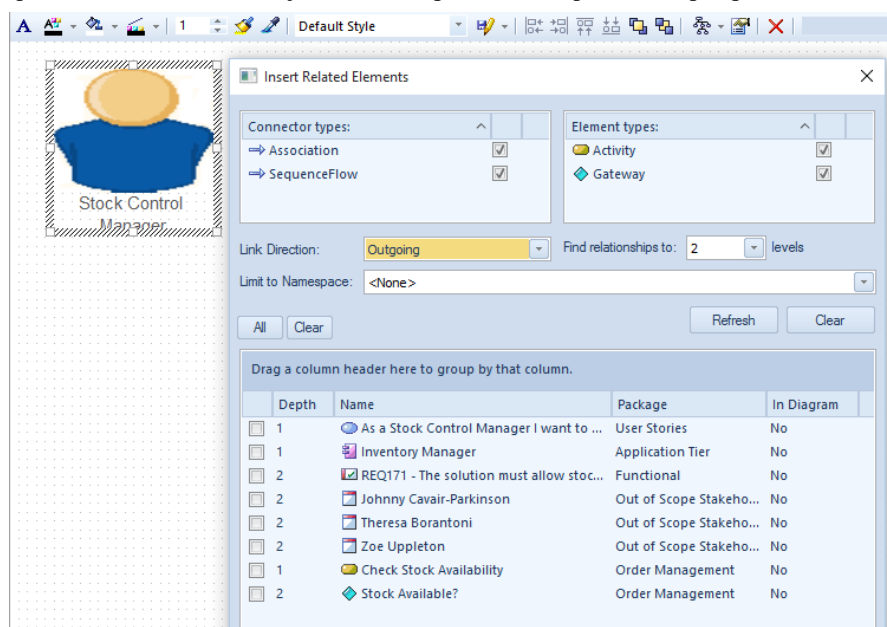 A 1 Default Style
Insert Related Elements
Connector types:
Association
SequenceFlow
Element types:
Activity
Gateway
Stock Control
Manager
Link Direction: Outgoing Find relationships to: 2 levels
Limit to Namespace: <None>
All Clear Refresh Clear
Drag a column header here to group by that column.
Depth Name Package In Diagram
1 As a Stock Control Manager I want to ... User Stories No
1 Inventory Manager Application Tier No
2 REQ171 - The solution must allow stoc... Functional No
2 Johnny Cavair-Parkinson Out of Scope Stakeho... No
2 Theresa Borantoni Out of Scope Stakeho... No
2 Zoe Uppleton Out of Scope Stakeho... No
1 Check Stock Availability Order Management No
2 Stock Available? Order Management No